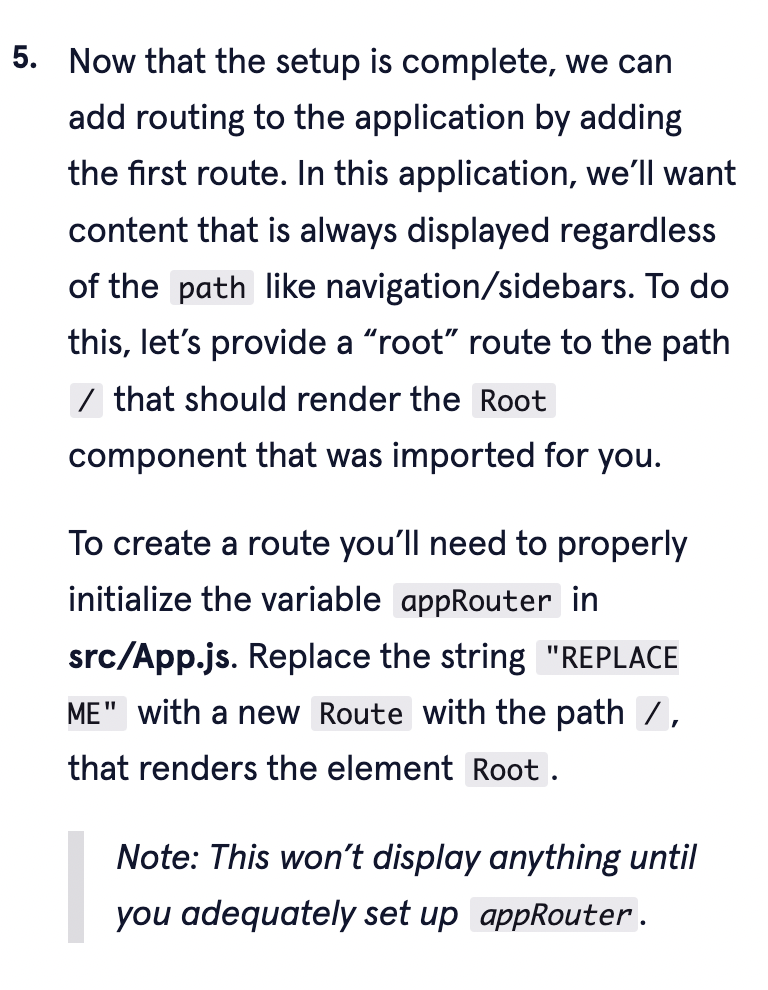 5. Now that the setup is complete, we can
add routing to the application by adding
the first route. In this application, we’ll want
content that is always displayed regardless
of the path like navigation/sidebars. To do
this, let’s provide a “root” route to the path
/ that should render the Root
component that was imported for you.
To create a route you’ll need to properly
initialize the variable appRouter in
src/App.js. Replace the string "REPLACE
ME" with a new Route with the path /,
that renders the element Root.
Note: This won’t display anything until
you adequately set up appRouter.